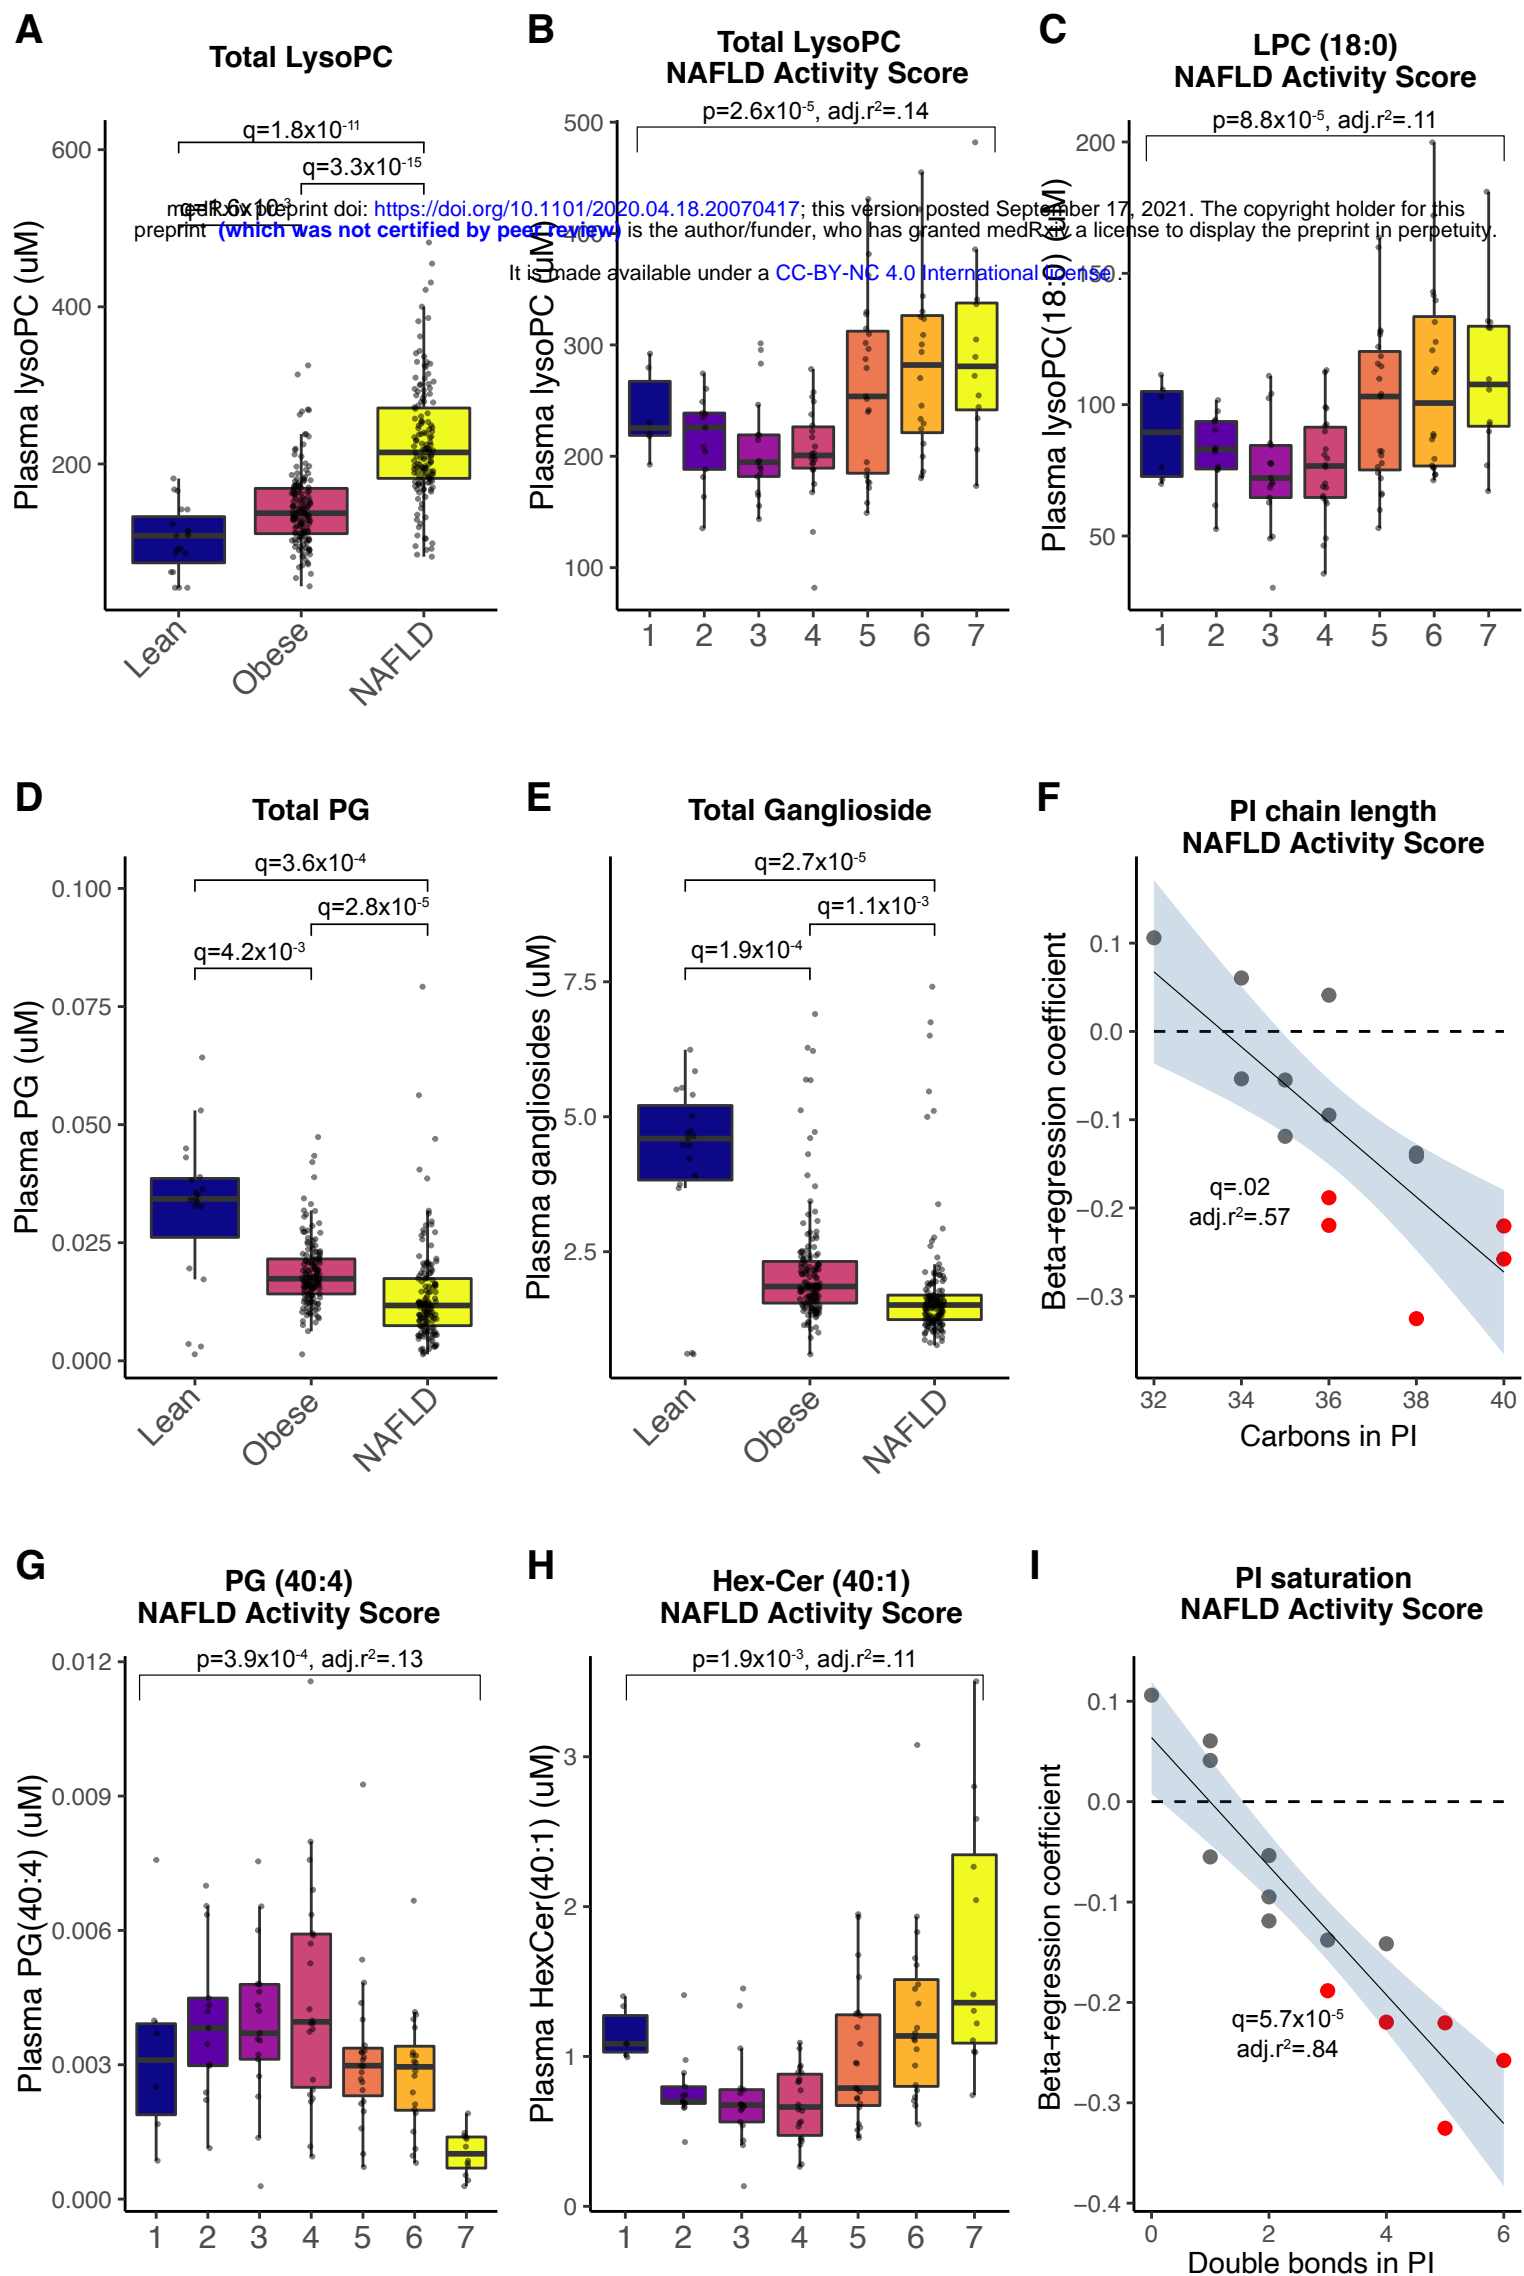 A
Total LysoPC
q=1.8x10-11
q=3.3x10-15
q=1.6x10-3
600
400
200
Plasma lysoPC (uM)
Lean
Obese
NAFLD
B
Total LysoPC
NAFLD Activity Score
p=2.6x10-5, adj.r2=.14
500
400
300
200
100
Plasma lysoPC (uM)
1 2 3 4 5 6 7
C
LPC (18:0)
NAFLD Activity Score
p=8.8x10-5, adj.r2=.11
200
150
100
50
Plasma lysoPC(18:0) (uM)
1 2 3 4 5 6 7
medRxiv preprint doi: https://doi.org/10.1101/2020.04.18.20070417; this version posted September 17, 2021. The copyright holder for this
preprint (which was not certified by peer review) is the author/funder, who has granted medRxiv a license to display the preprint in perpetuity.
It is made available under a CC-BY-NC 4.0 International license .
D
Total PG
q=3.6x10-4
q=2.8x10-5
q=4.2x10-3
0.100
0.075
0.050
0.025
0.000
Plasma PG (uM)
Lean
Obese
NAFLD
E
Total Ganglioside
q=2.7x10-5
q=1.1x10-3
q=1.9x10-4
7.5
5.0
2.5
Plasma gangliosides (uM)
Lean
Obese
NAFLD
F
PI chain length
NAFLD Activity Score
0.1
0.0
−0.1
−0.2
−0.3
Beta−regression coefficient
q=.02
adj.r2=.57
32 34 36 38 40
Carbons in PI
G
PG (40:4)
NAFLD Activity Score
p=3.9x10-4, adj.r2=.13
0.012
0.009
0.006
0.003
0.000
Plasma PG(40:4) (uM)
1 2 3 4 5 6 7
H
Hex-Cer (40:1)
NAFLD Activity Score
p=1.9x10-3, adj.r2=.11
3
2
1
0
Plasma HexCer(40:1) (uM)
1 2 3 4 5 6 7
I
PI saturation
NAFLD Activity Score
0.1
0.0
−0.1
−0.2
−0.3
−0.4
Beta−regression coefficient
q=5.7x10-5
adj.r2=.84
0 2 4 6
Double bonds in PI